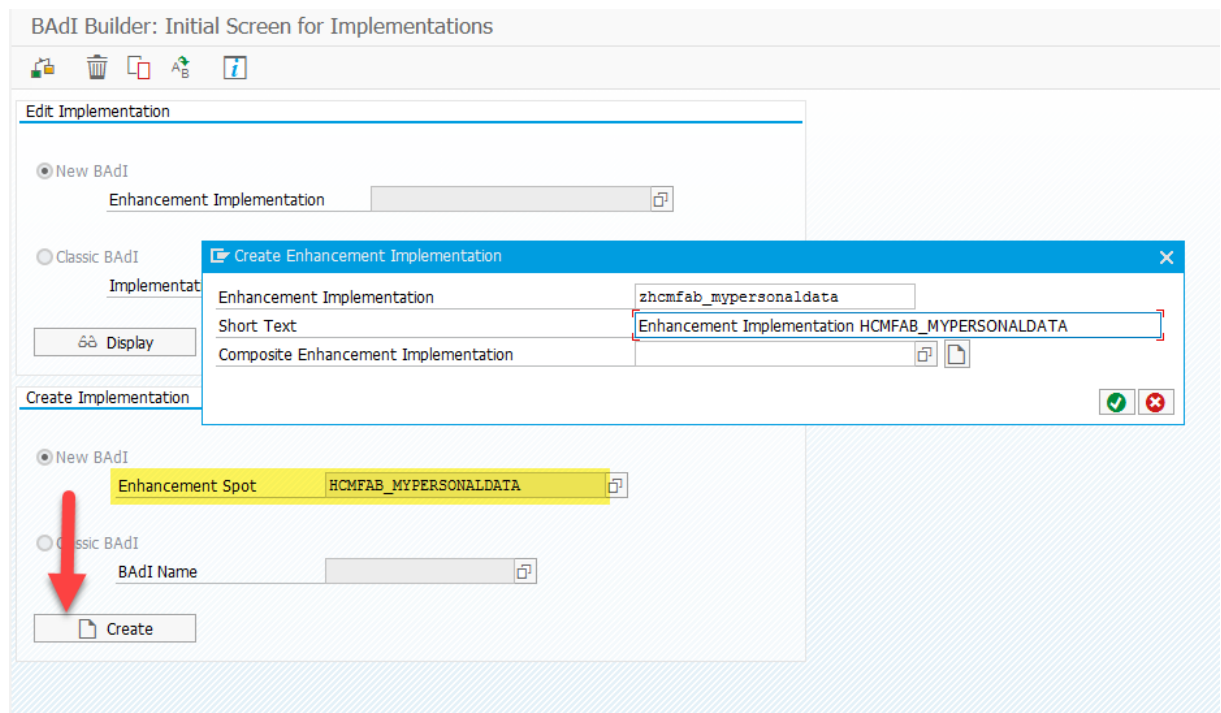 BAdI Builder: Initial Screen for Implementations
Edit Implementation
New BAdI
Enhancement Implementation
Classic BAdI
Implementat
Display
Create Enhancement Implementation
Enhancement Implementation zhcmfab_mypersonaldata
Short Text Enhancement Implementation HCMFAB_MYPERSONALDATA
Composite Enhancement Implementation
Create Implementation
New BAdI
Enhancement Spot HCMFAB_MYPERSONALDATA
Classic BAdI
BAdI Name
Create